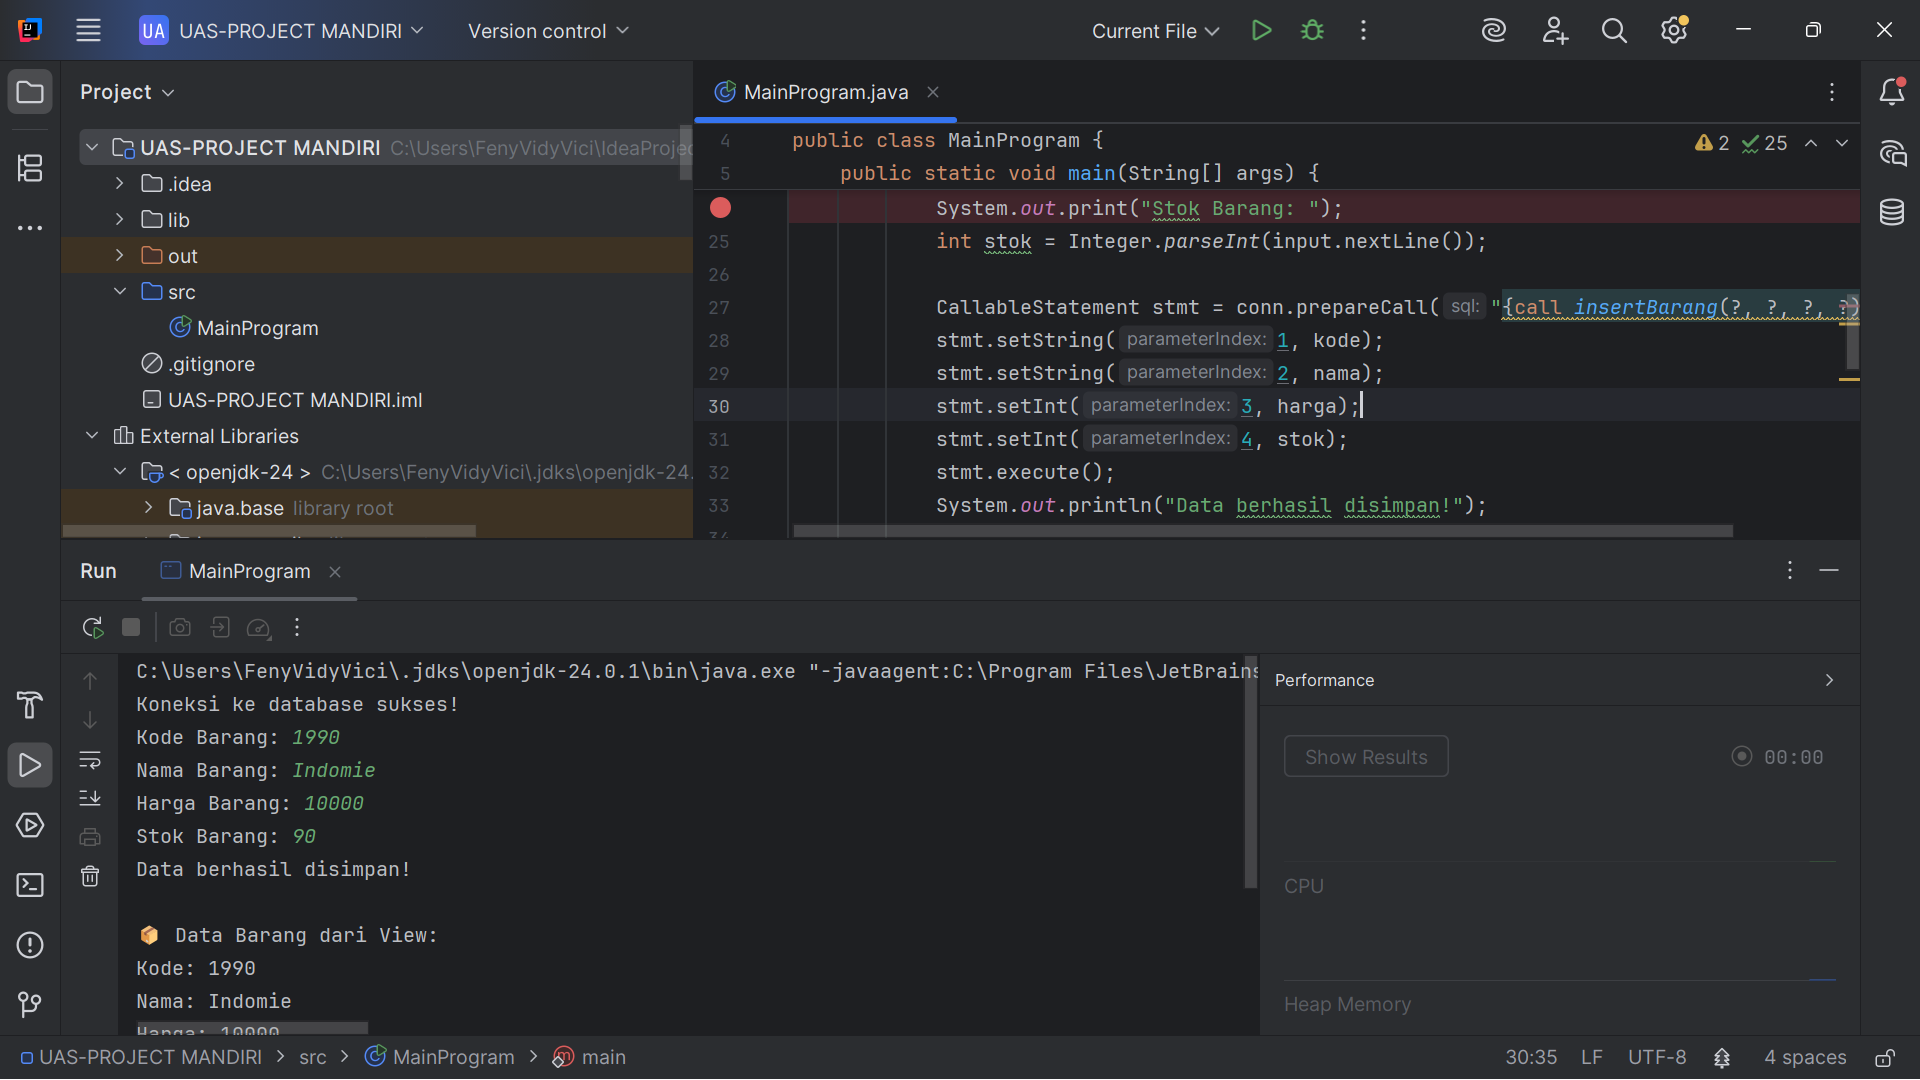 UA UAS-PROJECT MANDIRI Version control Current File
Project
UAS-PROJECT MANDIRI C:\Users\FenyVidyVici\IdeaProjec
.idea
lib
out
src
MainProgram
.gitignore
UAS-PROJECT MANDIRI.iml
External Libraries
< openjdk-24 > C:\Users\FenyVidyVici\.jdks\openjdk-24.
java.base library root
MainProgram.java
2 25
4 public class MainProgram {
5 public static void main(String[] args) {
System.out.print("Stok Barang: ");
25 int stok = Integer.parseInt(input.nextLine());
26
27 CallableStatement stmt = conn.prepareCall( sql: "{call insertBarang(?, ?, ?, ?)
28 stmt.setString( parameterIndex: 1, kode);
29 stmt.setString( parameterIndex: 2, nama);
30 stmt.setInt( parameterIndex: 3, harga);
31 stmt.setInt( parameterIndex: 4, stok);
32 stmt.execute();
33 System.out.println("Data berhasil disimpan!");
34
Run MainProgram
C:\Users\FenyVidyVici\.jdks\openjdk-24.0.1\bin\java.exe "-javaagent:C:\Program Files\JetBrains
Koneksi ke database sukses!
Kode Barang: 1990
Nama Barang: Indomie
Harga Barang: 10000
Stok Barang: 90
Data berhasil disimpan!
📦 Data Barang dari View:
Kode: 1990
Nama: Indomie
Harga: 10000
Performance
Show Results 00:00
CPU
Heap Memory
UAS-PROJECT MANDIRI > src > MainProgram > m main 30:35 LF UTF-8 4 spaces